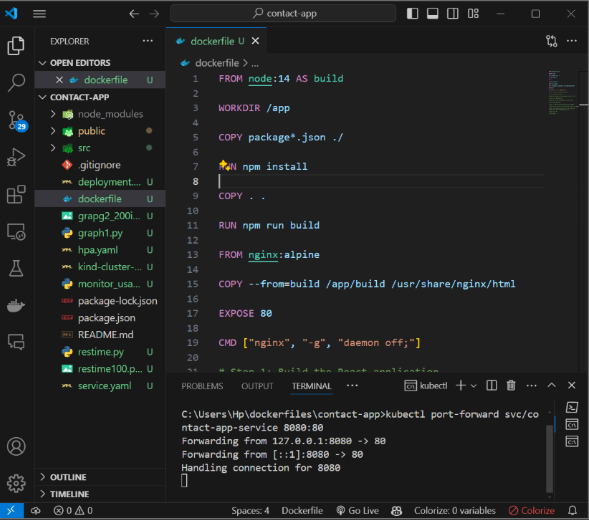 contact-app
EXPLORER
OPEN EDITORS
dockerfile U
CONTACT-APP
node_modules
public
src
.gitignore
deployment.... U
dockerfile U
grapg2_200i... U
graph1.py U
hpa.yaml U
kind-cluster-... U
monitor_usa... U
package-lock.json
package.json
README.md
restime.py U
restime100.p... U
service.yaml U
OUTLINE
TIMELINE
29
dockerfile U
dockerfile > ...
1 FROM node:14 AS build
2
3 WORKDIR /app
4
5 COPY package*.json ./
6
7 RUN npm install
8
9 COPY . .
10
11 RUN npm run build
12
13 FROM nginx:alpine
14
15 COPY --from=build /app/build /usr/share/nginx/html
16
17 EXPOSE 80
18
19 CMD ["nginx", "-g", "daemon off;"]
20
21 # Step 1: Build the React application
PROBLEMS OUTPUT TERMINAL ... kubectl
C:\Users\Hp\dockerfiles\contact-app>kubectl port-forward svc/co
ntact-app-service 8080:80
Forwarding from 127.0.0.1:8080 -> 80
Forwarding from [::1]:8080 -> 80
Handling connection for 8080
0 0 Spaces: 4 Dockerfile Go Live Colorize: 0 variables Colorize